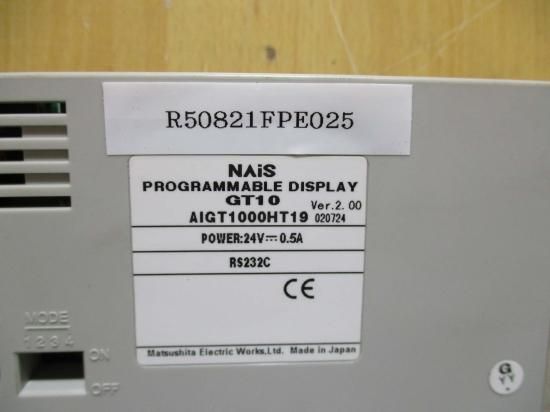 R50821FPE025
NAiS
PROGRAMMABLE DISPLAY
GT10 Ver.2.00
AIGT1000HT19 020724
POWER:24V⎓0.5A
RS232C
CE
Matsushita Electric Works,Ltd. Made in Japan
MODE
1 2 3 4
ON
OFF
G